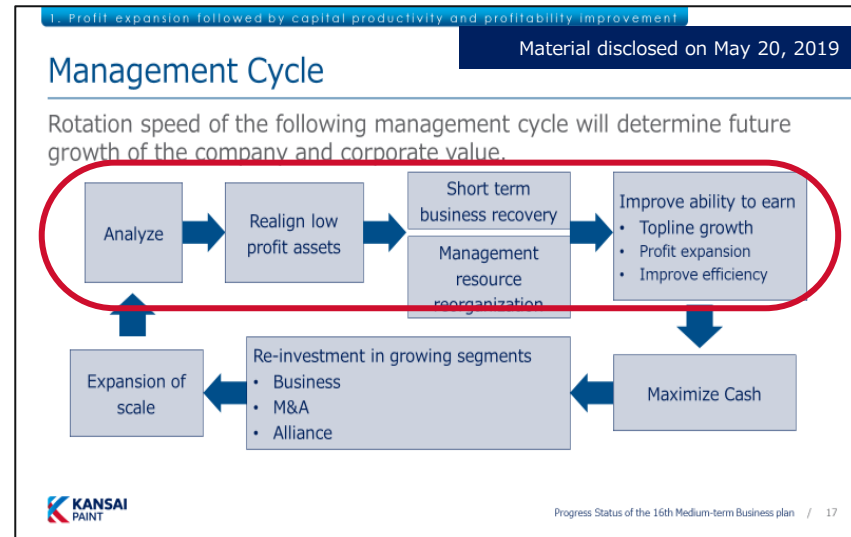 1. Profit expansion followed by capital productivity and profitability improvement
Material disclosed on May 20, 2019
Management Cycle
Rotation speed of the following management cycle will determine future
growth of the company and corporate value.
Analyze
Realign low
profit assets
Short term
business recovery
Management
resource
reorganization
Improve ability to earn
• Topline growth
• Profit expansion
• Improve efficiency
Maximize Cash
Re-investment in growing segments
• Business
• M&A
• Alliance
Expansion of
scale
KANSAI
PAINT
Progress Status of the 16th Medium-term Business plan / 17